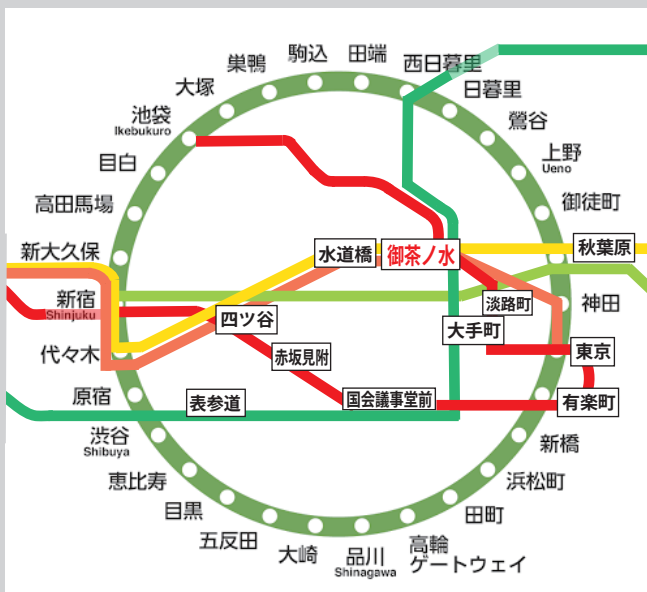 駒込
田端
巣鴨
西日暮里
大塚
日暮里
池袋
Ikebukuro
鶯谷
目白
上野
Ueno
高田馬場
御徒町
新大久保
水道橋
御茶ノ水
秋葉原
新宿
Shinjuku
淡路町
神田
四ツ谷
大手町
代々木
赤坂見附
東京
原宿
表参道
国会議事堂前
有楽町
渋谷
Shibuya
新橋
恵比寿
浜松町
目黒
田町
五反田
大崎
品川
Shinagawa
高輪
ゲートウェイ